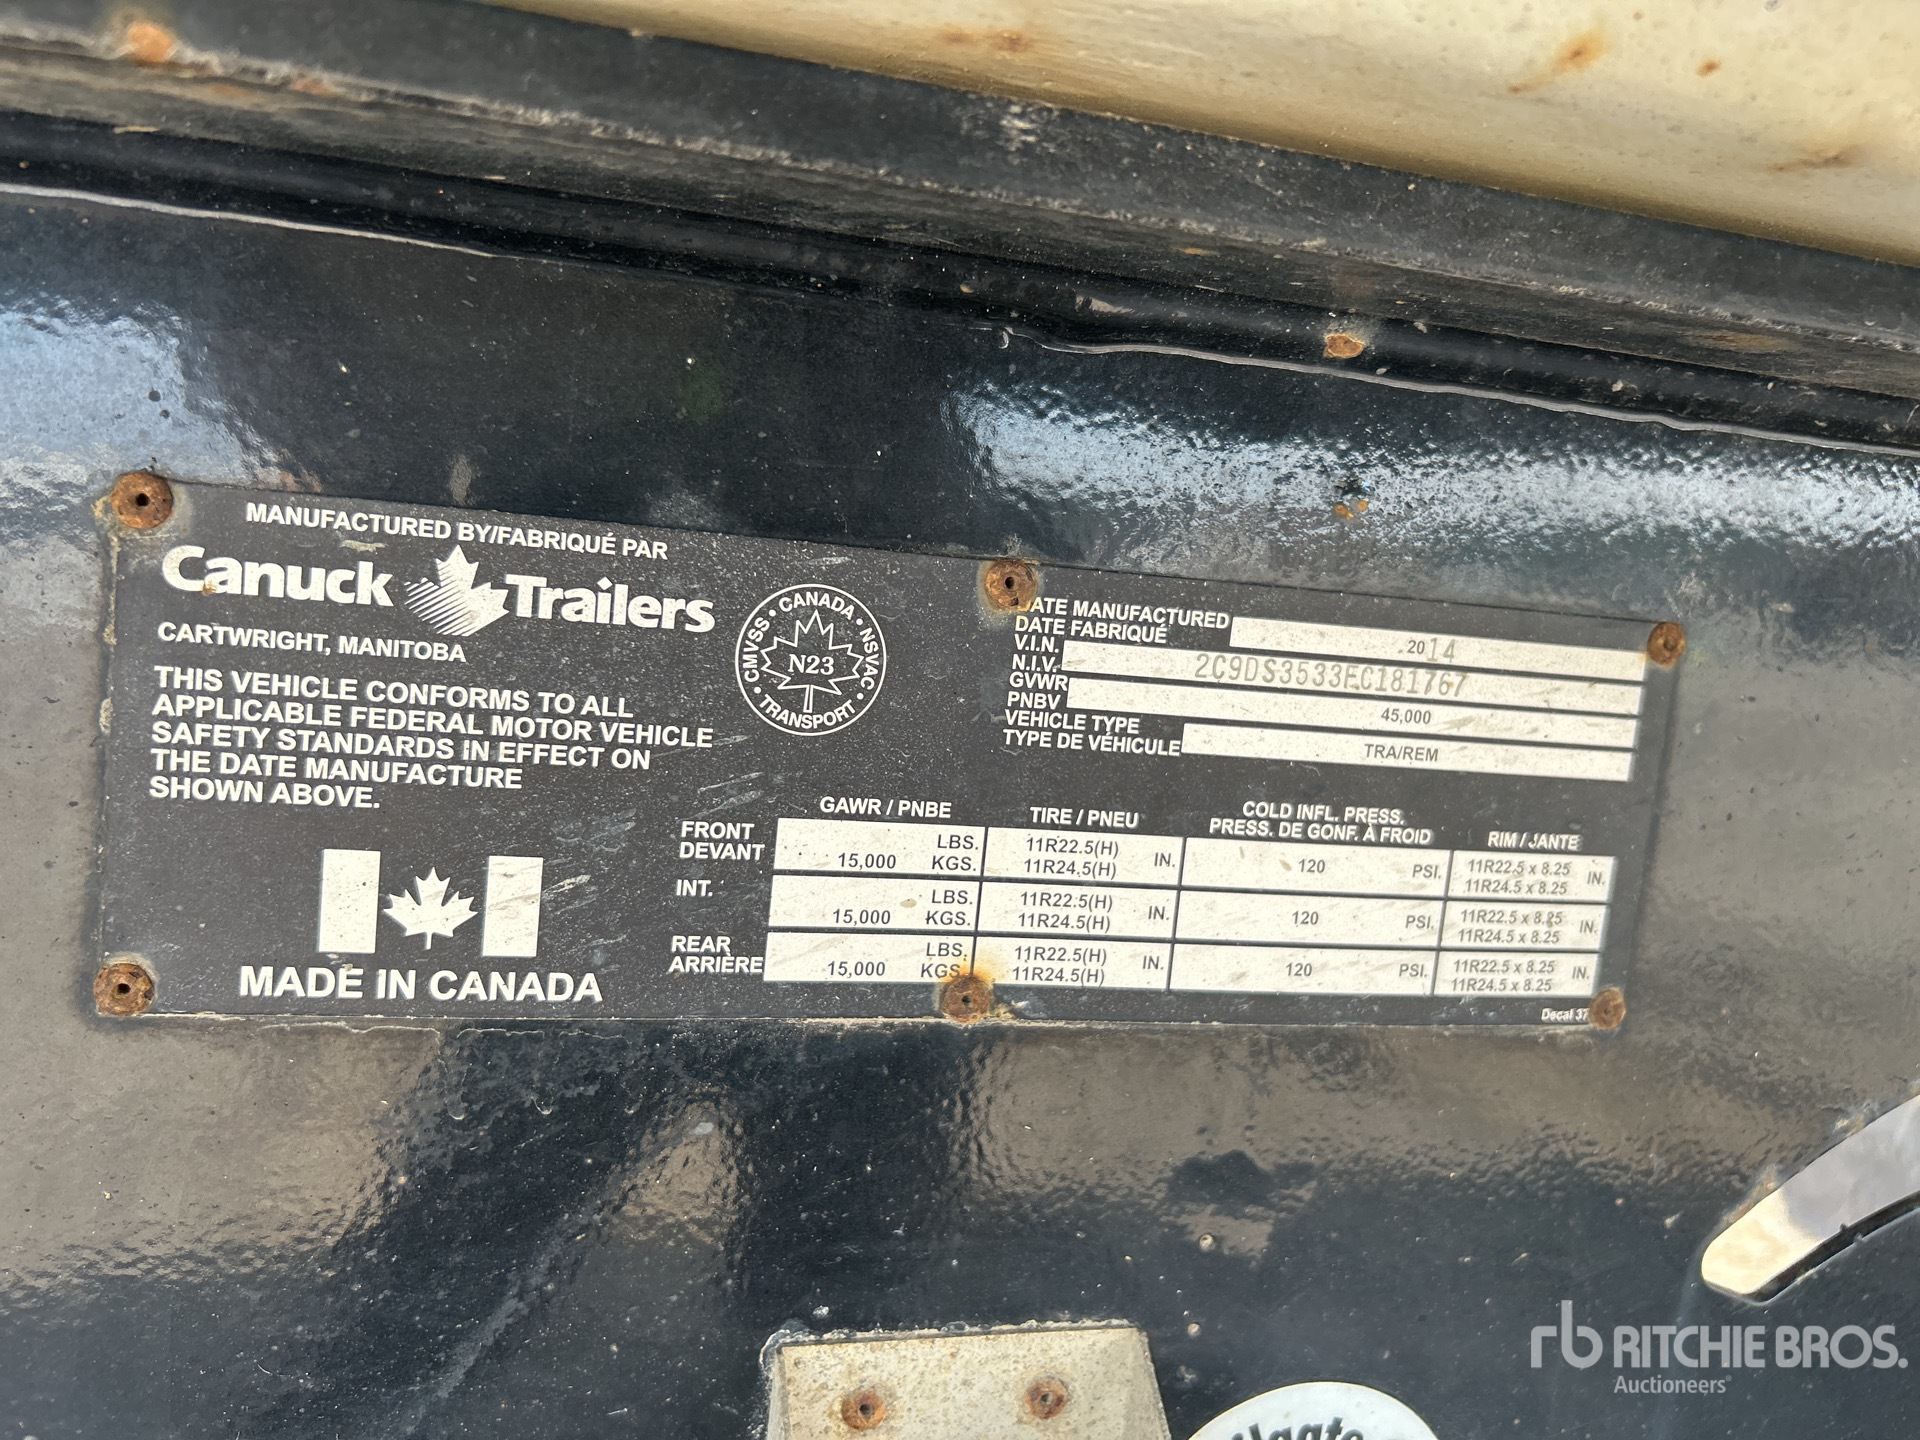 MANUFACTURED BY/FABRIQUÉ PAR
Canuck Trailers
CARTWRIGHT, MANITOBA
THIS VEHICLE CONFORMS TO ALL
APPLICABLE FEDERAL MOTOR VEHICLE
SAFETY STANDARDS IN EFFECT ON
THE DATE MANUFACTURE
SHOWN ABOVE.
MADE IN CANADA
CANADA • NSVAC • TRANSPORT • CMVSS •
N23
DATE MANUFACTURED
DATE FABRIQUÉ
2014
V.I.N.
N.I.V.
2C9DS3533EC181767
GVWR
PNBV
45,000
VEHICLE TYPE
TYPE DE VÉHICULE
TRA/REM
GAWR / PNBE TIRE / PNEU COLD INFL. PRESS.
PRESS. DE GONF. À FROID RIM / JANTE
FRONT LBS. 11R22.5(H) 11R22.5 x 8.25
DEVANT 15,000 KGS. 11R24.5(H) IN. 120 PSI. 11R24.5 x 8.25 IN.
INT. LBS. 11R22.5(H) 11R22.5 x 8.25
15,000 KGS. 11R24.5(H) IN. 120 PSI. 11R24.5 x 8.25 IN.
REAR LBS. 11R22.5(H) 11R22.5 x 8.25
ARRIÈRE 15,000 KGS. 11R24.5(H) IN. 120 PSI. 11R24.5 x 8.25 IN.
Decal 37
rb RITCHIE BROS.
Auctioneers